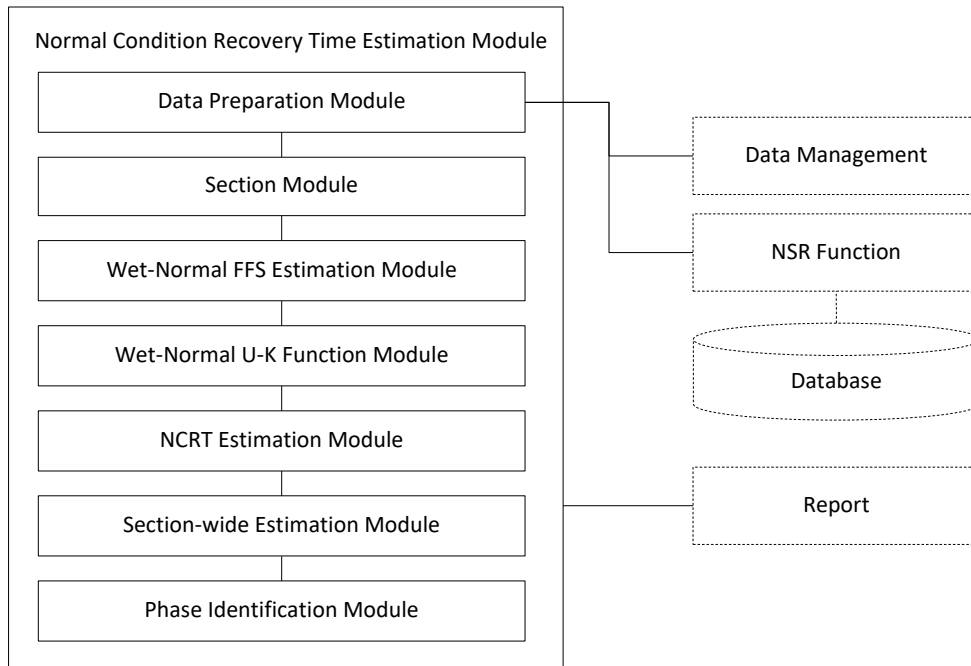 Normal Condition Recovery Time Estimation Module
Data Preparation Module
Section Module
Wet-Normal FFS Estimation Module
Wet-Normal U-K Function Module
NCRT Estimation Module
Section-wide Estimation Module
Phase Identification Module
Data Management
NSR Function
Database
Report